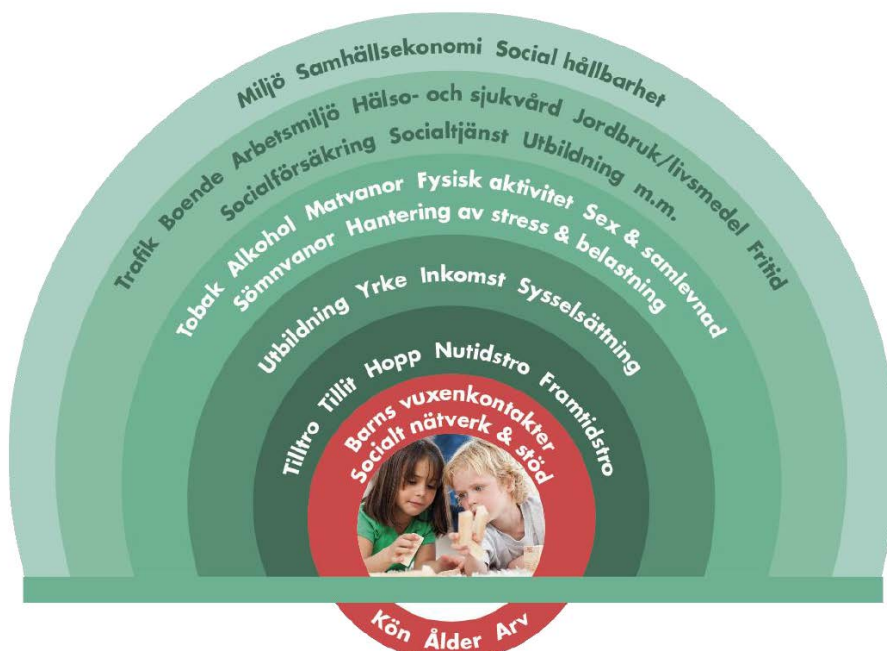 Miljö Samhällsekonomi Social hållbarhet
Trafik Boende Arbetsmiljö Hälso- och sjukvård Jordbruk/livsmedel Fritid
Socialförsäkring Socialtjänst Utbildning m.m.
Tobak Alkohol Matvanor Fysisk aktivitet Sex & samlevnad
Sömnvanor Hantering av stress & belastning
Utbildning Yrke Inkomst Sysselsättning
Tilltro Tillit Hopp Nutidstro Framtidstro
Barns vuxenkontakter
Socialt nätverk & stöd
Kön Ålder Arv